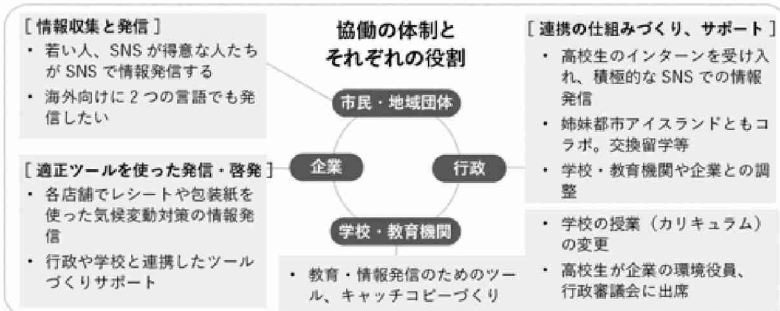 協働の体制と
それぞれの役割
[ 情報収集と発信 ]
• 若い人、SNS が得意な人たち
が SNS で情報発信する
• 海外向けに 2 つの言語でも発
信したい
市民・地域団体
企業
行政
学校・教育機関
[ 適正ツールを使った発信・啓発 ]
• 各店舗でレシートや包装紙を
使った気候変動対策の情報発
信
• 行政や学校と連携したツール
づくりサポート
• 教育・情報発信のためのツー
ル、キャッチコピーづくり
[ 連携の仕組みづくり、サポート ]
• 高校生のインターンを受け入
れ、積極的な SNS での情報
発信
• 姉妹都市アイスランドともコ
ラボ。交換留学等
• 学校・教育機関や企業との調
整
• 学校の授業（カリキュラム）
の変更
• 高校生が企業の環境役員、
行政審議会に出席